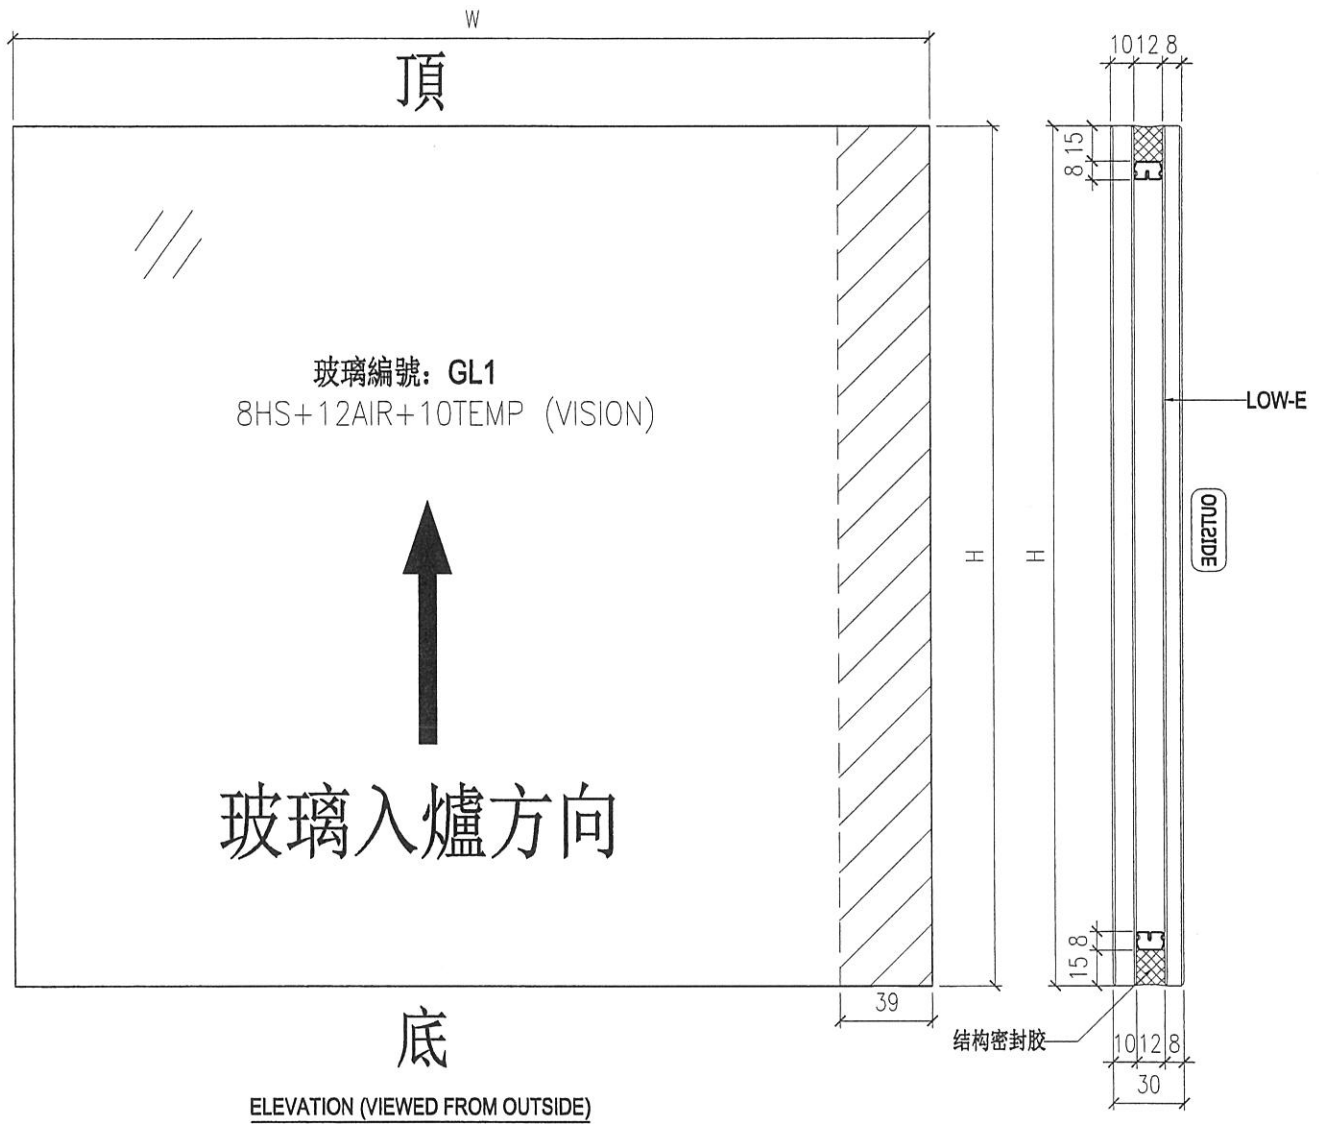 W
頂
10 12 8
15
8
玻璃編號：GL1
8HS+12AIR+10TEMP (VISION)
LOW-E
OUTSIDE
H
H
玻璃入爐方向
8
15
39
底
结构密封胶
10 12 8
30
ELEVATION (VIEWED FROM OUTSIDE)